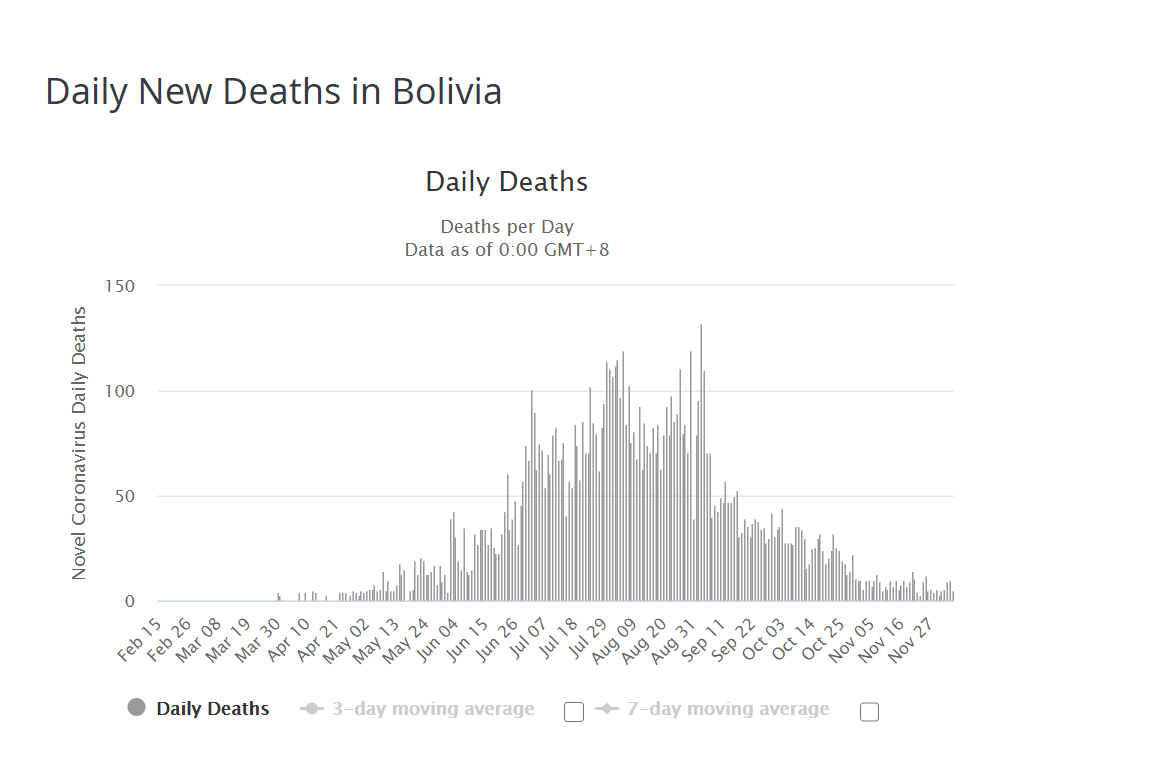 Daily New Deaths in Bolivia
Daily Deaths
Deaths per Day
Data as of 0:00 GMT+8
Novel Coronavirus Daily Deaths
150
100
50
0
Feb 15
Feb 26
Mar 08
Mar 19
Mar 30
Apr 10
Apr 21
May 02
May 13
May 24
Jun 04
Jun 15
Jun 26
Jul 07
Jul 18
Jul 29
Aug 09
Aug 20
Aug 31
Sep 11
Sep 22
Oct 03
Oct 14
Oct 25
Nov 05
Nov 16
Nov 27
Daily Deaths 3-day moving average 7-day moving average